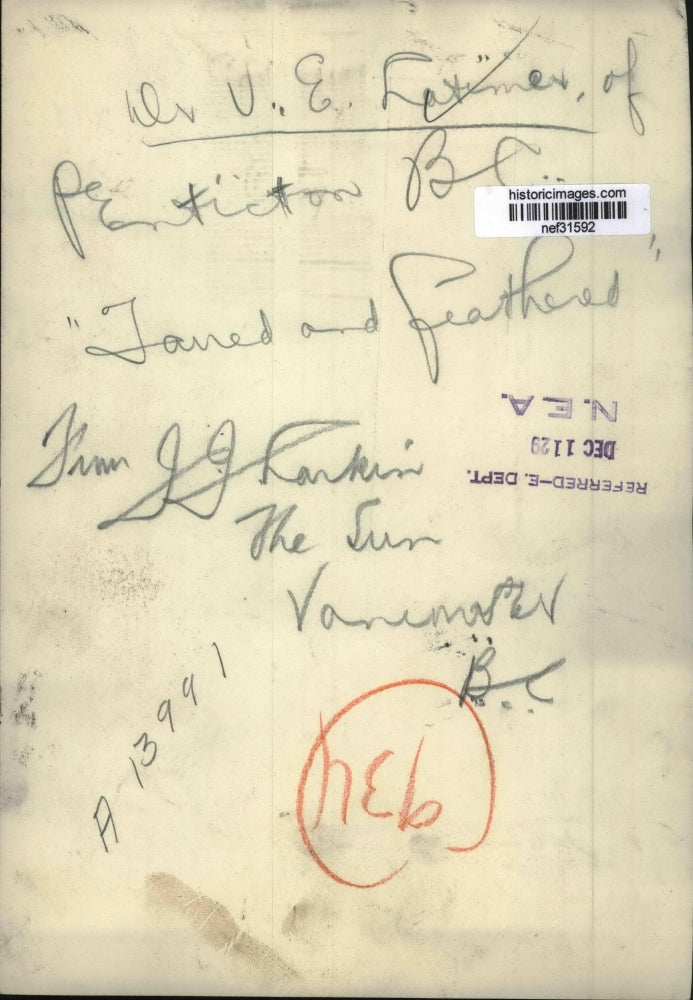 Dr V. E. Latimer, of
Penticton B.C.
historicimages.com
nef31592
"Tarred and feathered"
N.E.A.
DEC 11 29
REFERRED-E. DEPT.
From J J Larkin
The Sun
Vancouver
B.C
A 13991
934